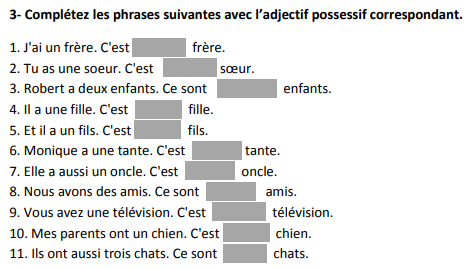 3- Complétez les phrases suivantes avec l'adjectif possessif correspondant.
1. J'ai un frère. C'est frère.
2. Tu as une soeur. C'est sœur.
3. Robert a deux enfants. Ce sont enfants.
4. Il a une fille. C'est fille.
5. Et il a un fils. C'est fils.
6. Monique a une tante. C'est tante.
7. Elle a aussi un oncle. C'est oncle.
8. Nous avons des amis. Ce sont amis.
9. Vous avez une télévision. C'est télévision.
10. Mes parents ont un chien. C'est chien.
11. Ils ont aussi trois chats. Ce sont chats.